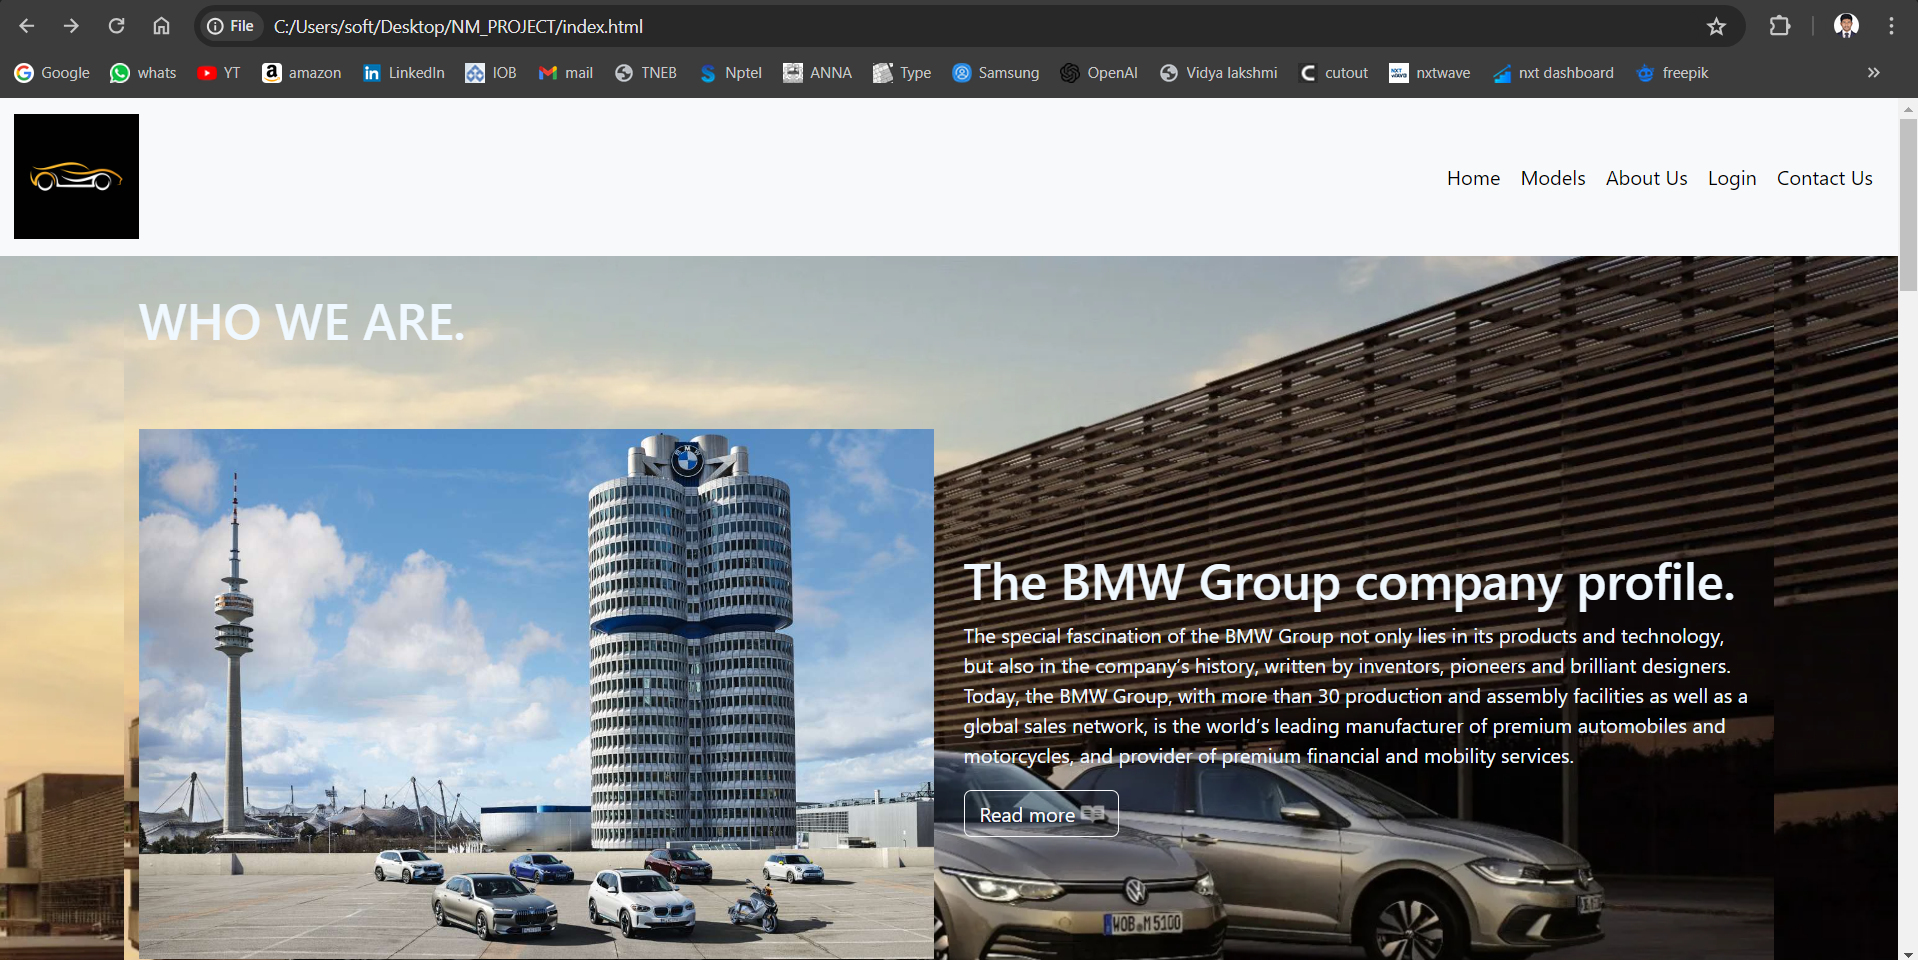 File C:/Users/soft/Desktop/NM_PROJECT/index.html
Google whats YT amazon LinkedIn IOB mail TNEB Nptel ANNA Type Samsung OpenAI Vidya lakshmi cutout nxtwave nxt dashboard freepik
Home Models About Us Login Contact Us
WHO WE ARE.
BMW
The BMW Group company profile.
The special fascination of the BMW Group not only lies in its products and technology,
but also in the company’s history, written by inventors, pioneers and brilliant designers.
Today, the BMW Group, with more than 30 production and assembly facilities as well as a
global sales network, is the world’s leading manufacturer of premium automobiles and
motorcycles, and provider of premium financial and mobility services.
Read more
WOB M 5100